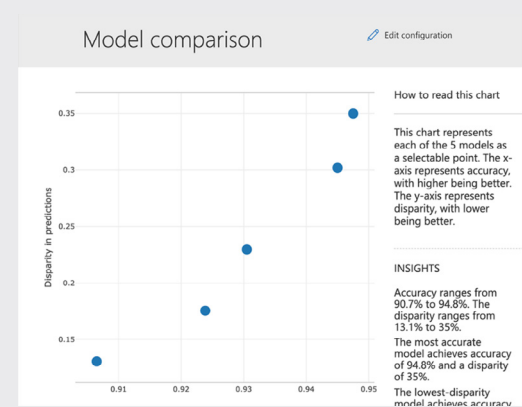 Model comparison
Edit configuration
How to read this chart
This chart represents
each of the 5 models as
a selectable point. The x-
axis represents accuracy,
with higher being better.
The y-axis represents
disparity, with lower
being better.
INSIGHTS
Accuracy ranges from
90.7% to 94.8%. The
disparity ranges from
13.1% to 35%.
The most accurate
model achieves accuracy
of 94.8% and a disparity
of 35%.
The lowest-disparity
model achieves accuracy
Disparity in predictions
0.35
0.3
0.25
0.2
0.15
0.91 0.92 0.93 0.94 0.95